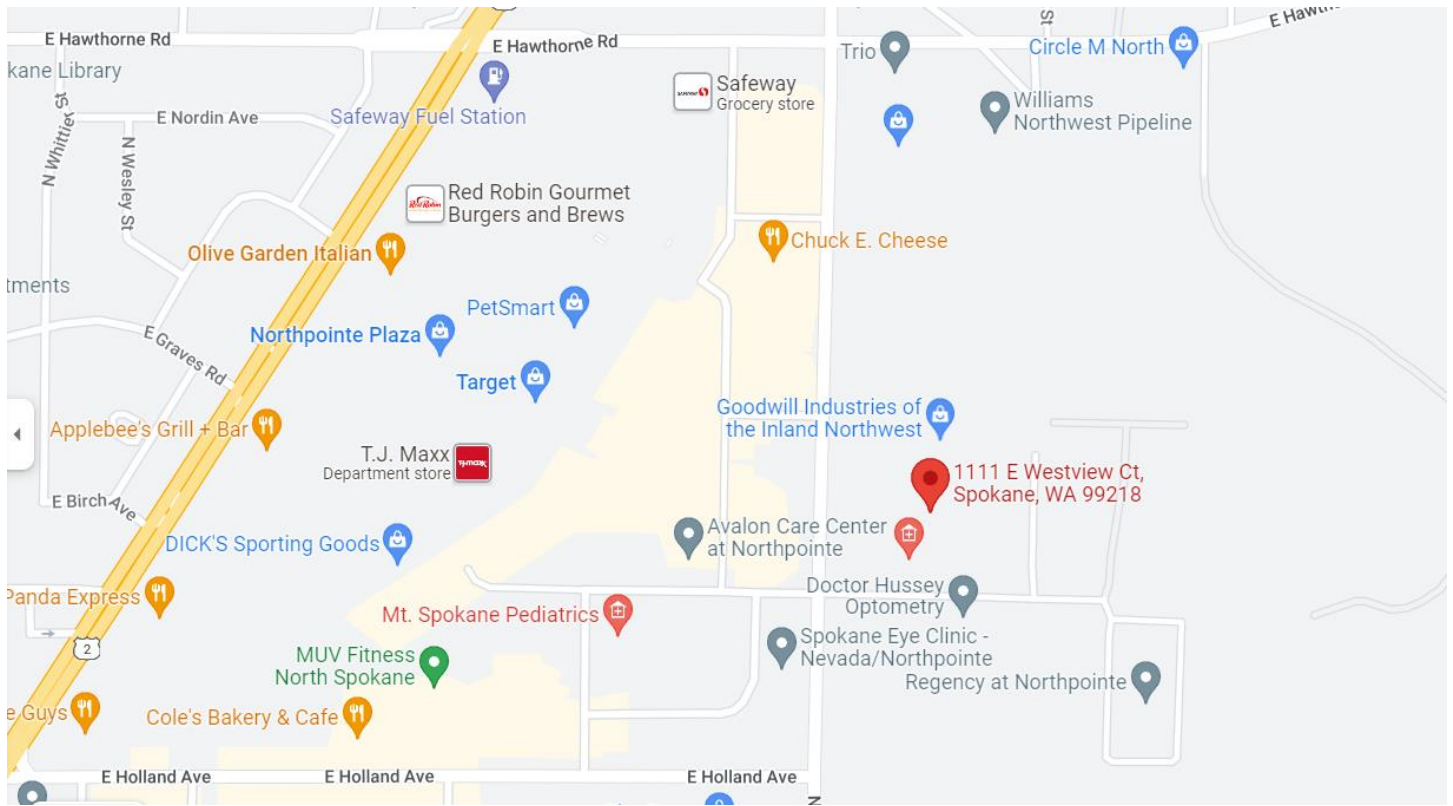 2
E Hawthorne Rd
E Hawthorne Rd
St
kane Library
Safeway Fuel Station
Safeway
Grocery store
Trio
Circle M North
Williams
Northwest Pipeline
N Whittier St
E Nordin Ave
N Wesley St
Red Robin Gourmet
Burgers and Brews
Olive Garden Italian
Chuck E. Cheese
tments
PetSmart
Northpointe Plaza
Target
E Graves Rd
Applebee's Grill + Bar
T.J. Maxx
Department store
Goodwill Industries of
the Inland Northwest
1111 E Westview Ct,
Spokane, WA 99218
E Birch Ave
DICK'S Sporting Goods
Avalon Care Center
at Northpointe
Doctor Hussey
Optometry
Panda Express
Mt. Spokane Pediatrics
2
MUV Fitness
North Spokane
Spokane Eye Clinic -
Nevada/Northpointe
Regency at Northpointe
e Guys
Cole's Bakery & Cafe
E Holland Ave
E Holland Ave
E Holland Ave
N